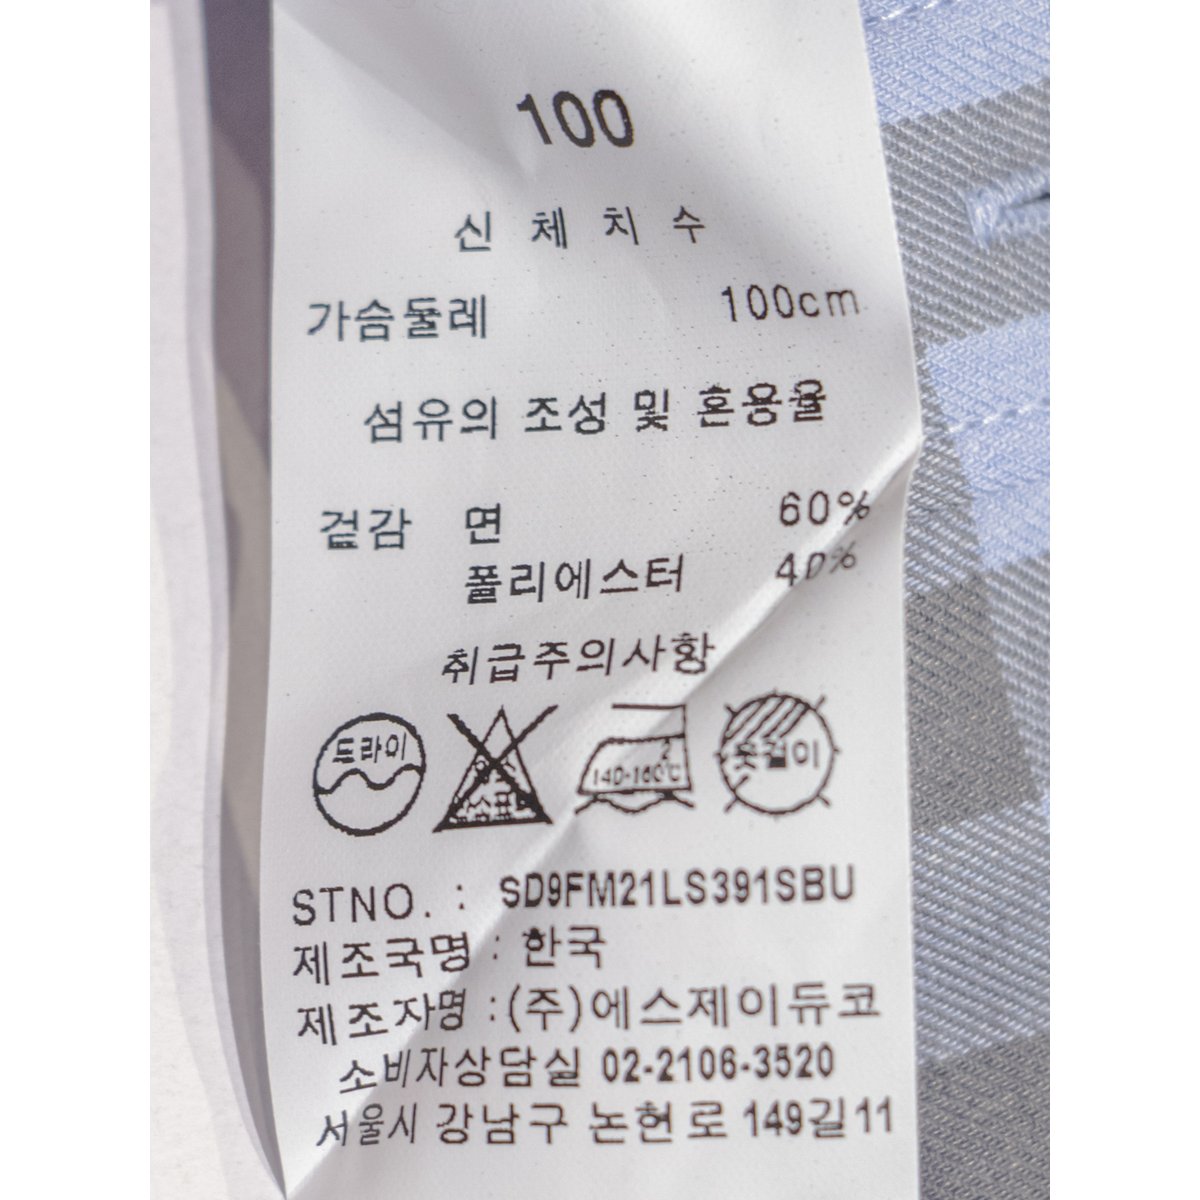 100
신체치수
가슴둘레 100cm
섬유의 조성 및 혼용율
겉감 면 60%
폴리에스터 40%
취급주의사항
드라이
140-160℃
2
옷걸이
STNO. : SD9FM21LS391SBU
제조국명 : 한국
제조자명 : (주)에스제이듀코
소비자상담실 02-2106-3520
서울시 강남구 논현로 149길11